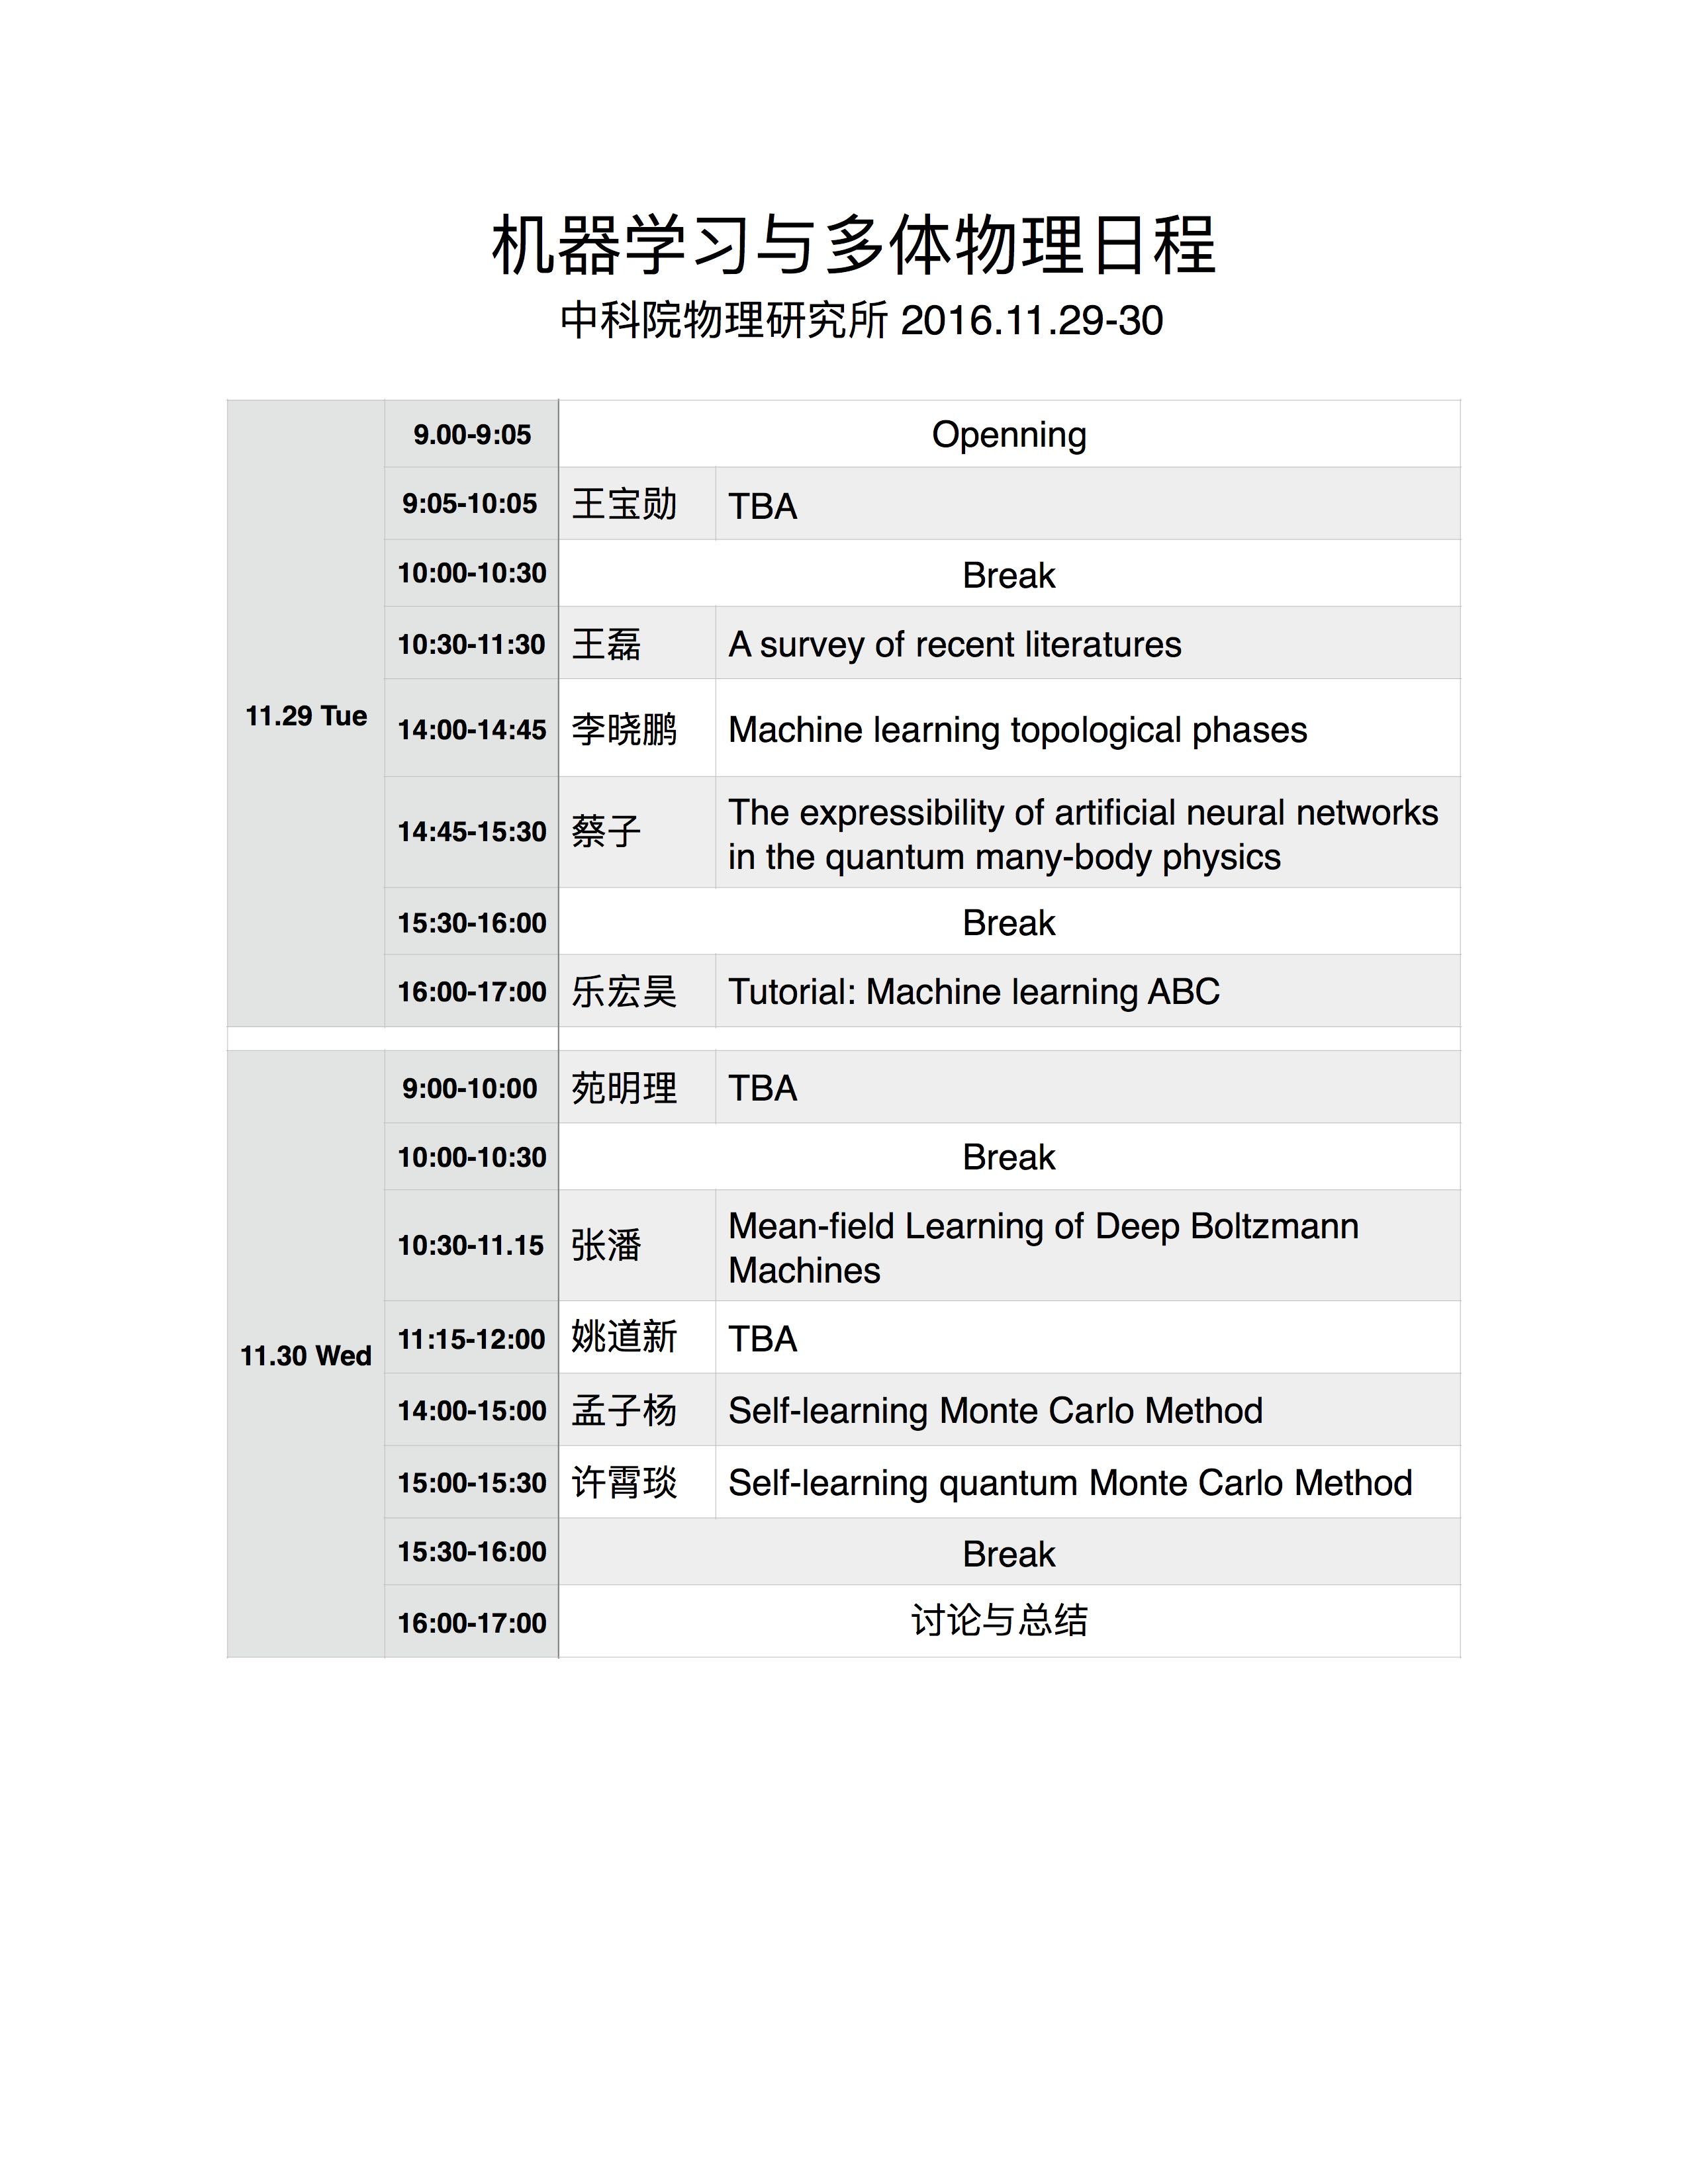 机器学习与多体物理日程
中科院物理研究所 2016.11.29-30
11.29 Tue
9.00-9:05 Openning
9:05-10:05 王宝勋 TBA
10:00-10:30 Break
10:30-11:30 王磊 A survey of recent literatures
14:00-14:45 李晓鹏 Machine learning topological phases
14:45-15:30 蔡子 The expressibility of artificial neural networks
in the quantum many-body physics
15:30-16:00 Break
16:00-17:00 乐宏昊 Tutorial: Machine learning ABC
11.30 Wed
9:00-10:00 苑明理 TBA
10:00-10:30 Break
10:30-11.15 张潘 Mean-field Learning of Deep Boltzmann
Machines
11:15-12:00 姚道新 TBA
14:00-15:00 孟子杨 Self-learning Monte Carlo Method
15:00-15:30 许霄琰 Self-learning quantum Monte Carlo Method
15:30-16:00 Break
16:00-17:00 讨论与总结